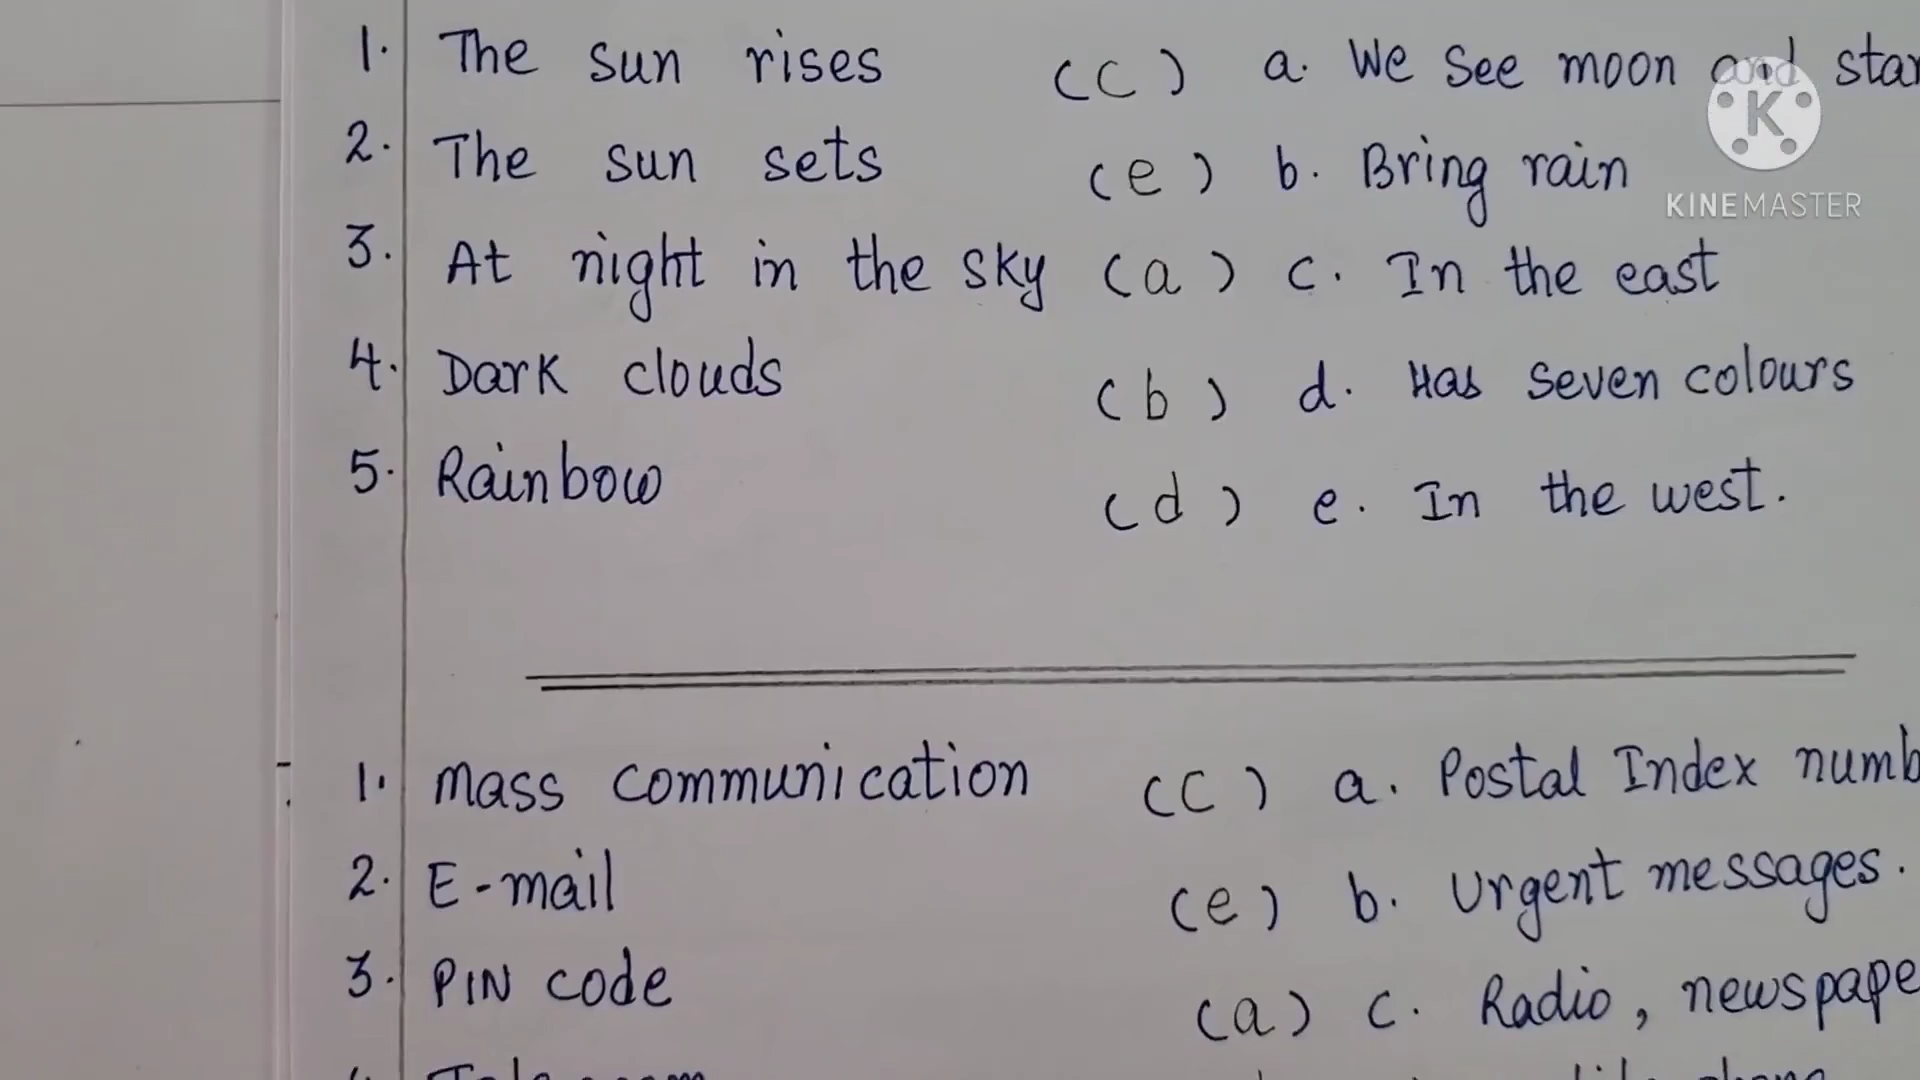 1. The sun rises (c) a. We see moon and
2. The sun sets (e) b. Bring rain
KINEMASTER
3. At night in the sky (a) c. In the east
4. Dark clouds (b) d. Has seven colours
5. Rainbow (d) e. In the west.
1. mass communication (c) a. Postal Index
2. E-mail (e) b. Urgent messages.
3. PIN code (a) c. Radio,